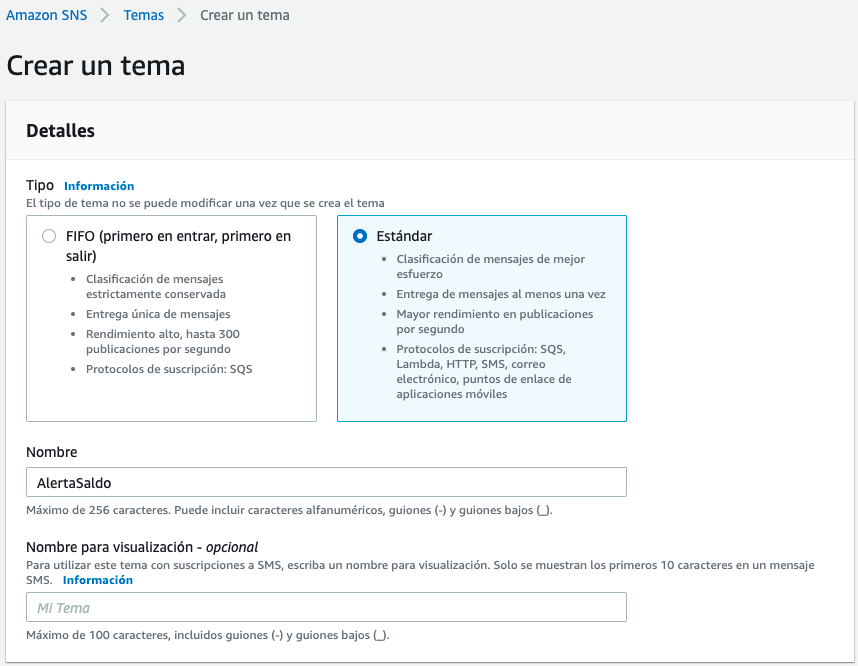 Amazon SNS > Temas > Crear un tema
Crear un tema
Detalles
Tipo Información
El tipo de tema no se puede modificar una vez que se crea el tema
FIFO (primero en entrar, primero en
salir)
• Clasificación de mensajes
estrictamente conservada
• Entrega única de mensajes
• Rendimiento alto, hasta 300
publicaciones por segundo
• Protocolos de suscripción: SQS
Estándar
• Clasificación de mensajes de mejor
esfuerzo
• Entrega de mensajes al menos una vez
• Mayor rendimiento en publicaciones
por segundo
• Protocolos de suscripción: SQS,
Lambda, HTTP, SMS, correo
electrónico, puntos de enlace de
aplicaciones móviles
Nombre
AlertaSaldo
Máximo de 256 caracteres. Puede incluir caracteres alfanuméricos, guiones (-) y guiones bajos (_).
Nombre para visualización - opcional
Para utilizar este tema con suscripciones a SMS, escriba un nombre para visualización. Solo se muestran los primeros 10 caracteres en un mensaje
SMS. Información
Mi Tema
Máximo de 100 caracteres, incluidos guiones (-) y guiones bajos (_).